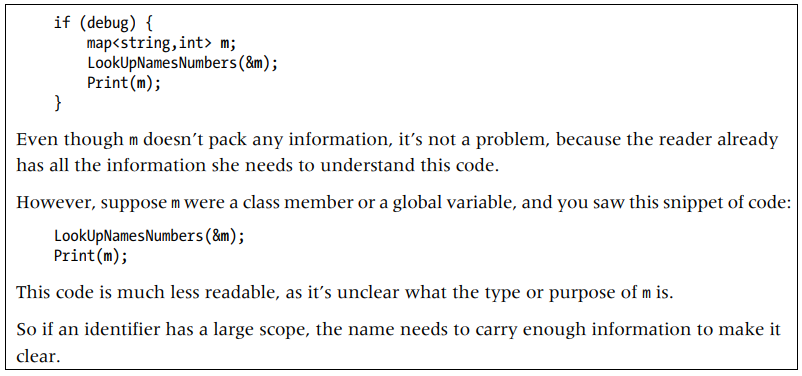 if (debug) {
    map<string,int> m;
    LookUpNamesNumbers(&m);
    Print(m);
}
Even though m doesn’t pack any information, it’s not a problem, because the reader already
has all the information she needs to understand this code.
However, suppose m were a class member or a global variable, and you saw this snippet of code:
LookUpNamesNumbers(&m);
Print(m);
This code is much less readable, as it’s unclear what the type or purpose of m is.
So if an identifier has a large scope, the name needs to carry enough information to make it
clear.